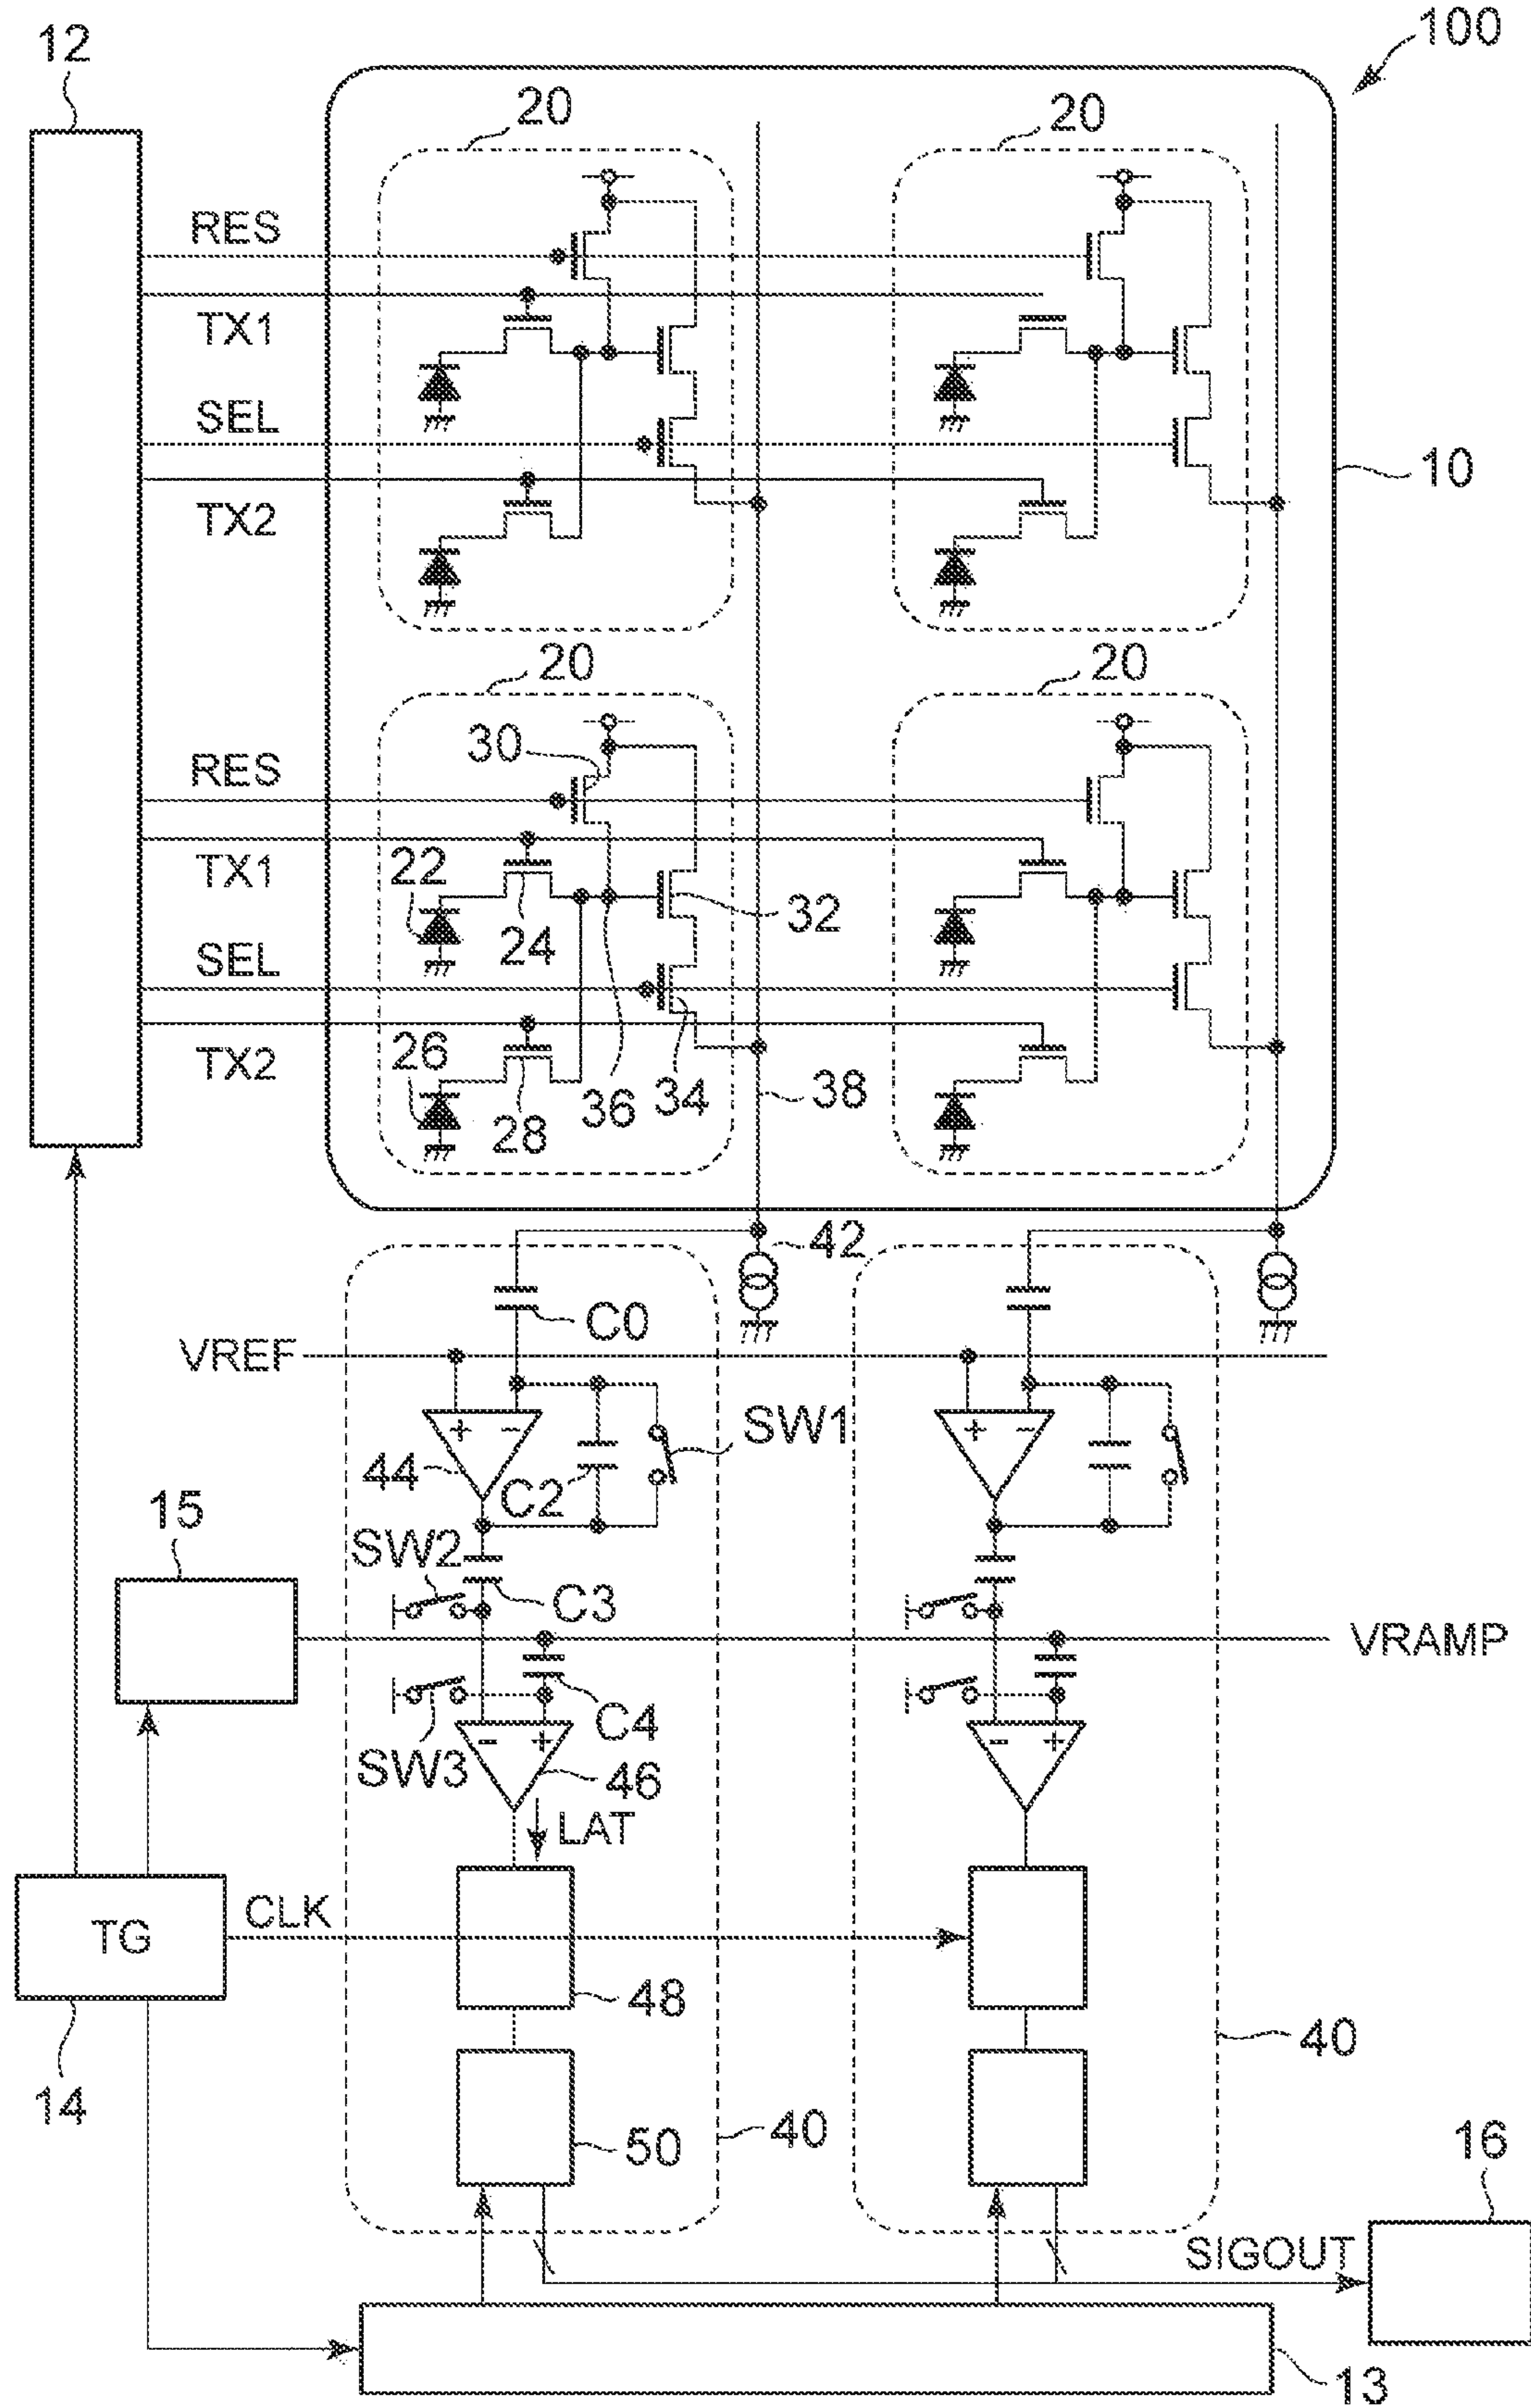 100
12
20
20
RES
TX1
SEL
10
TX2
20
20
30
RES
22
TX1
24
32
SEL
26
TX2
28
36
34
38
42
C0
VREF
+
-
+
-
SW1
44
C2
15
SW2
C3
VRAMP
C4
SW3
-
+
-
+
46
LAT
CLK
TG
48
14
40
50
40
16
SIGOUT
13